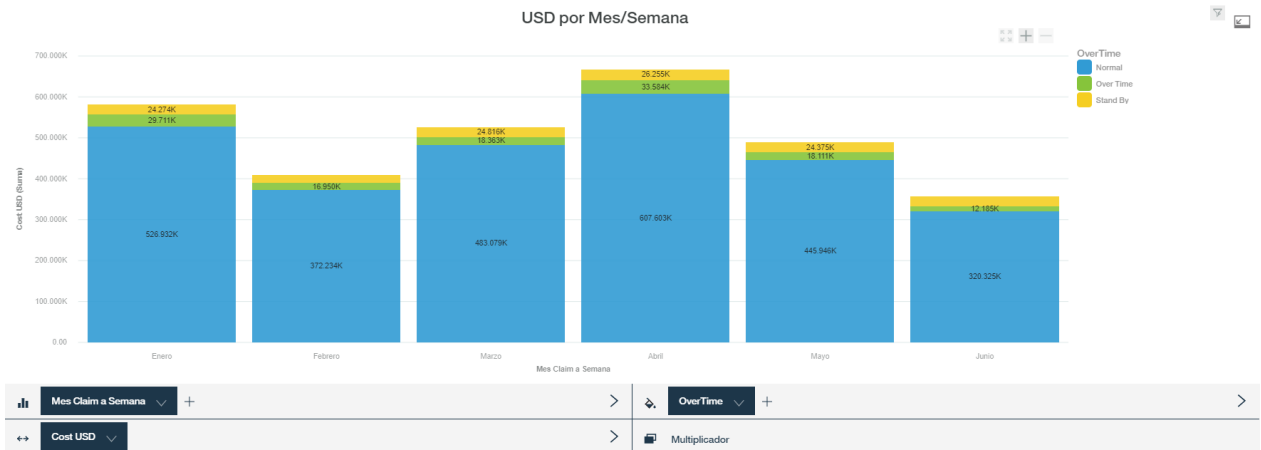 USD por Mes/Semana
OverTime
Normal
Over Time
Stand By
700.000K
600.000K
500.000K
400.000K
300.000K
200.000K
100.000K
0.00
Cost USD (Suma)
24.274K
29.711K
526.932K
16.950K
372.234K
24.816K
18.363K
483.079K
26.255K
33.584K
607.603K
24.375K
18.111K
445.946K
12.185K
320.325K
Enero Febrero Marzo Abril Mayo Junio
Mes Claim a Semana
Mes Claim a Semana
OverTime
Cost USD
Multiplicador